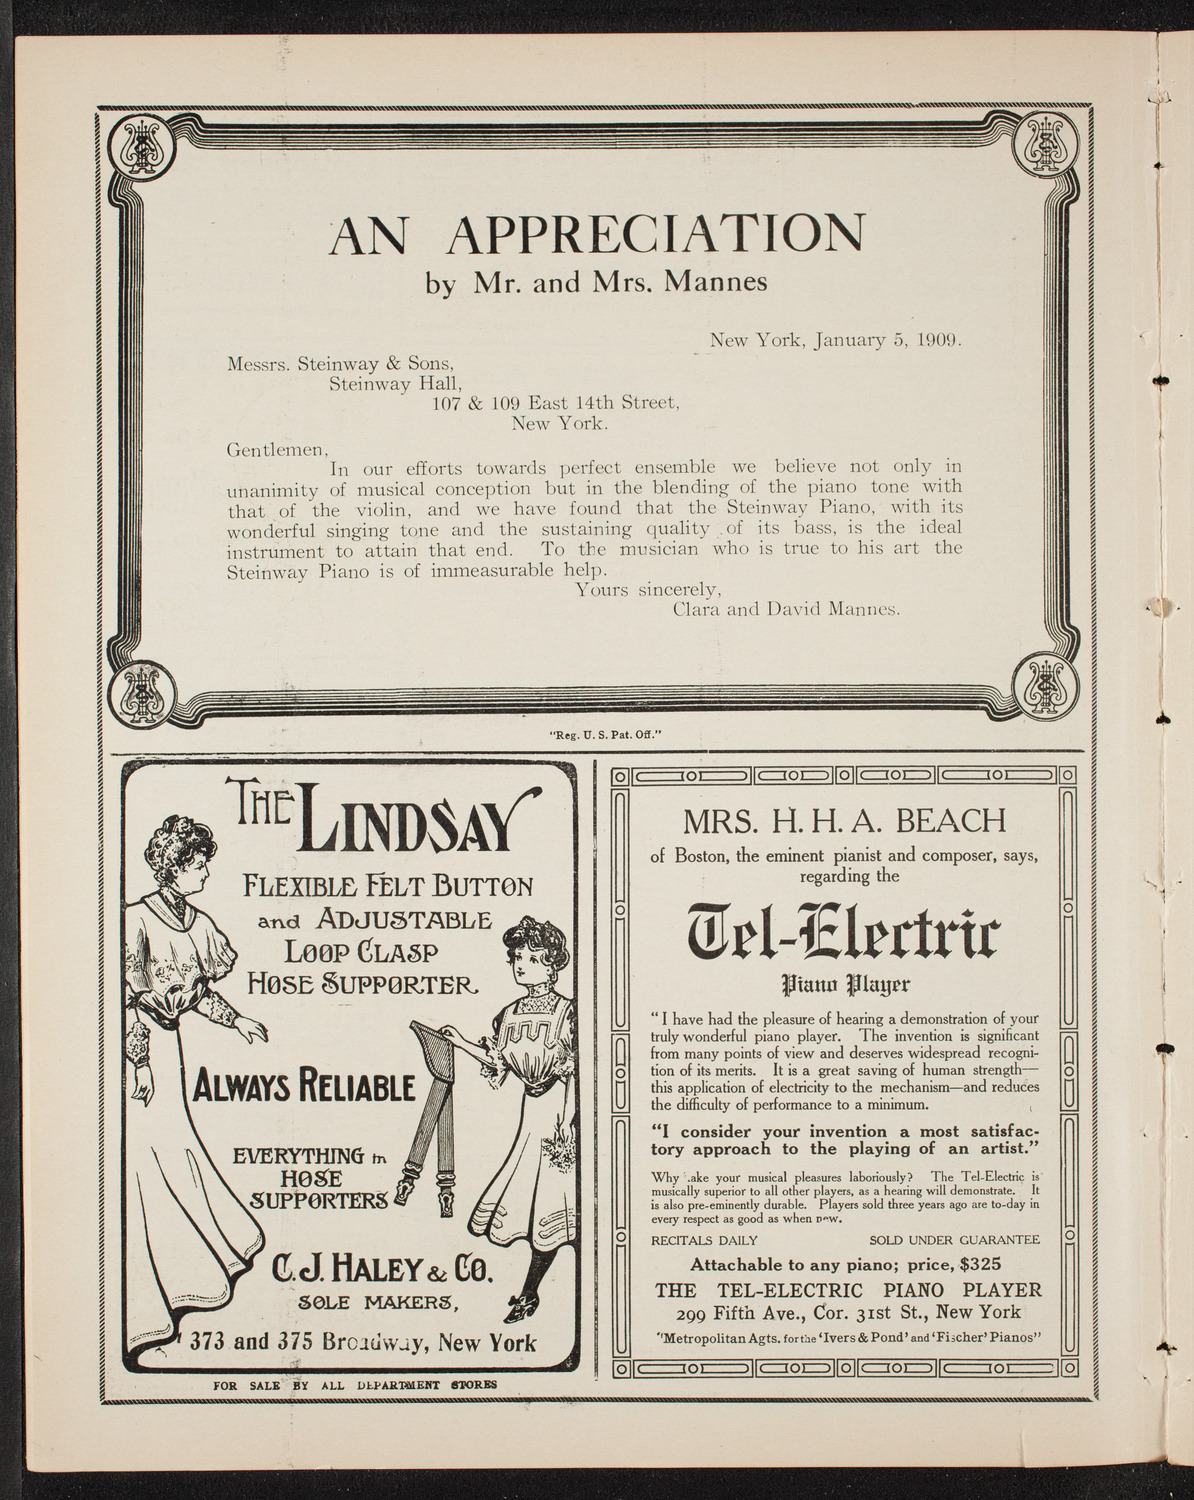 AN APPRECIATION
by Mr. and Mrs. Mannes
New York, January 5, 1909.
Messrs. Steinway & Sons,
Steinway Hall,
107 & 109 East 14th Street,
New York.
Gentlemen,
In our efforts towards perfect ensemble we believe not only in
unanimity of musical conception but in the blending of the piano tone with
that of the violin, and we have found that the Steinway Piano, with its
wonderful singing tone and the sustaining quality of its bass, is the ideal
instrument to attain that end. To the musician who is true to his art the
Steinway Piano is of immeasurable help.
Yours sincerely,
Clara and David Mannes.
"Reg. U. S. Pat. Off."
THE LINDSAY
FLEXIBLE FELT BUTTON
and ADJUSTABLE
LOOP CLASP
HOSE SUPPORTER
ALWAYS RELIABLE
EVERYTHING in
HOSE
SUPPORTERS
C. J. HALEY & CO.
SOLE MAKERS,
373 and 375 Broadway, New York
FOR SALE BY ALL DEPARTMENT STORES
MRS. H. H. A. BEACH
of Boston, the eminent pianist and composer, says,
regarding the
Tel-Electric
Piano Player
"I have had the pleasure of hearing a demonstration of your
truly wonderful piano player. The invention is significant
from many points of view and deserves widespread recogni-
tion of its merits. It is a great saving of human strength—
this application of electricity to the mechanism—and reduces
the difficulty of performance to a minimum.
"I consider your invention a most satisfac-
tory approach to the playing of an artist."
Why .ake your musical pleasures laboriously? The Tel-Electric is
musically superior to all other players, as a hearing will demonstrate. It
is also pre-eminently durable. Players sold three years ago are to-day in
every respect as good as when new.
RECITALS DAILY SOLD UNDER GUARANTEE
Attachable to any piano; price, $325
THE TEL-ELECTRIC PIANO PLAYER
299 Fifth Ave., Cor. 31st St., New York
"Metropolitan Agts. for the 'Ivers & Pond' and 'Fischer' Pianos"